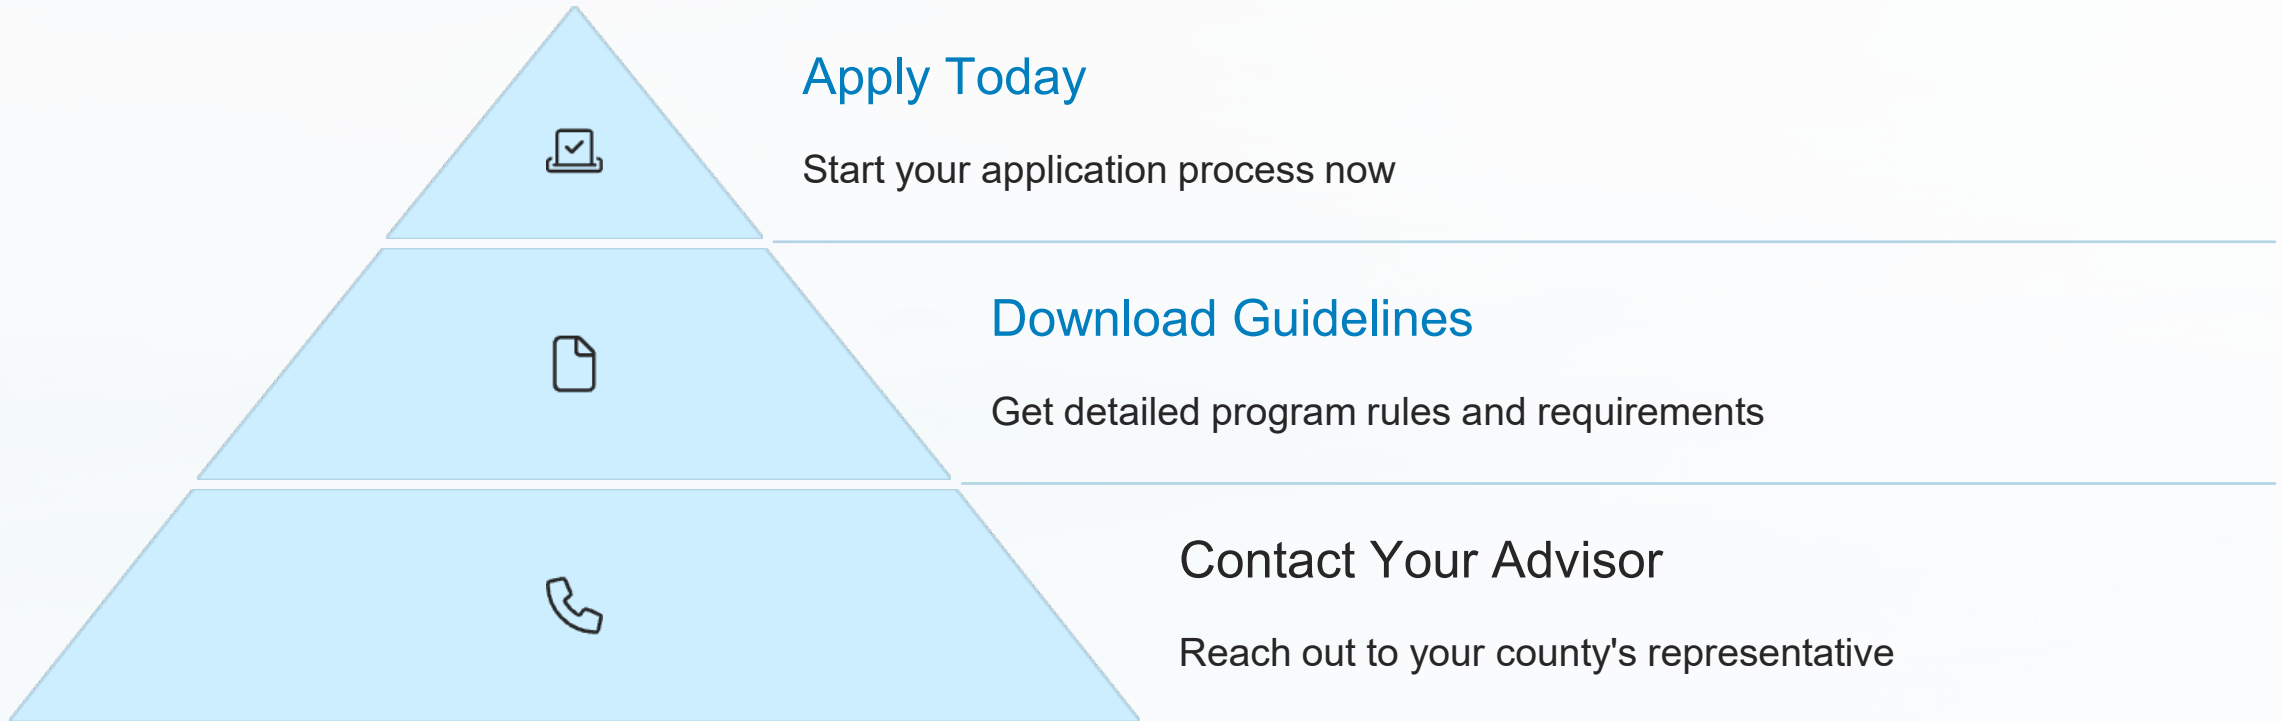 Apply Today
Start your application process now
Download Guidelines
Get detailed program rules and requirements
Contact Your Advisor
Reach out to your county's representative